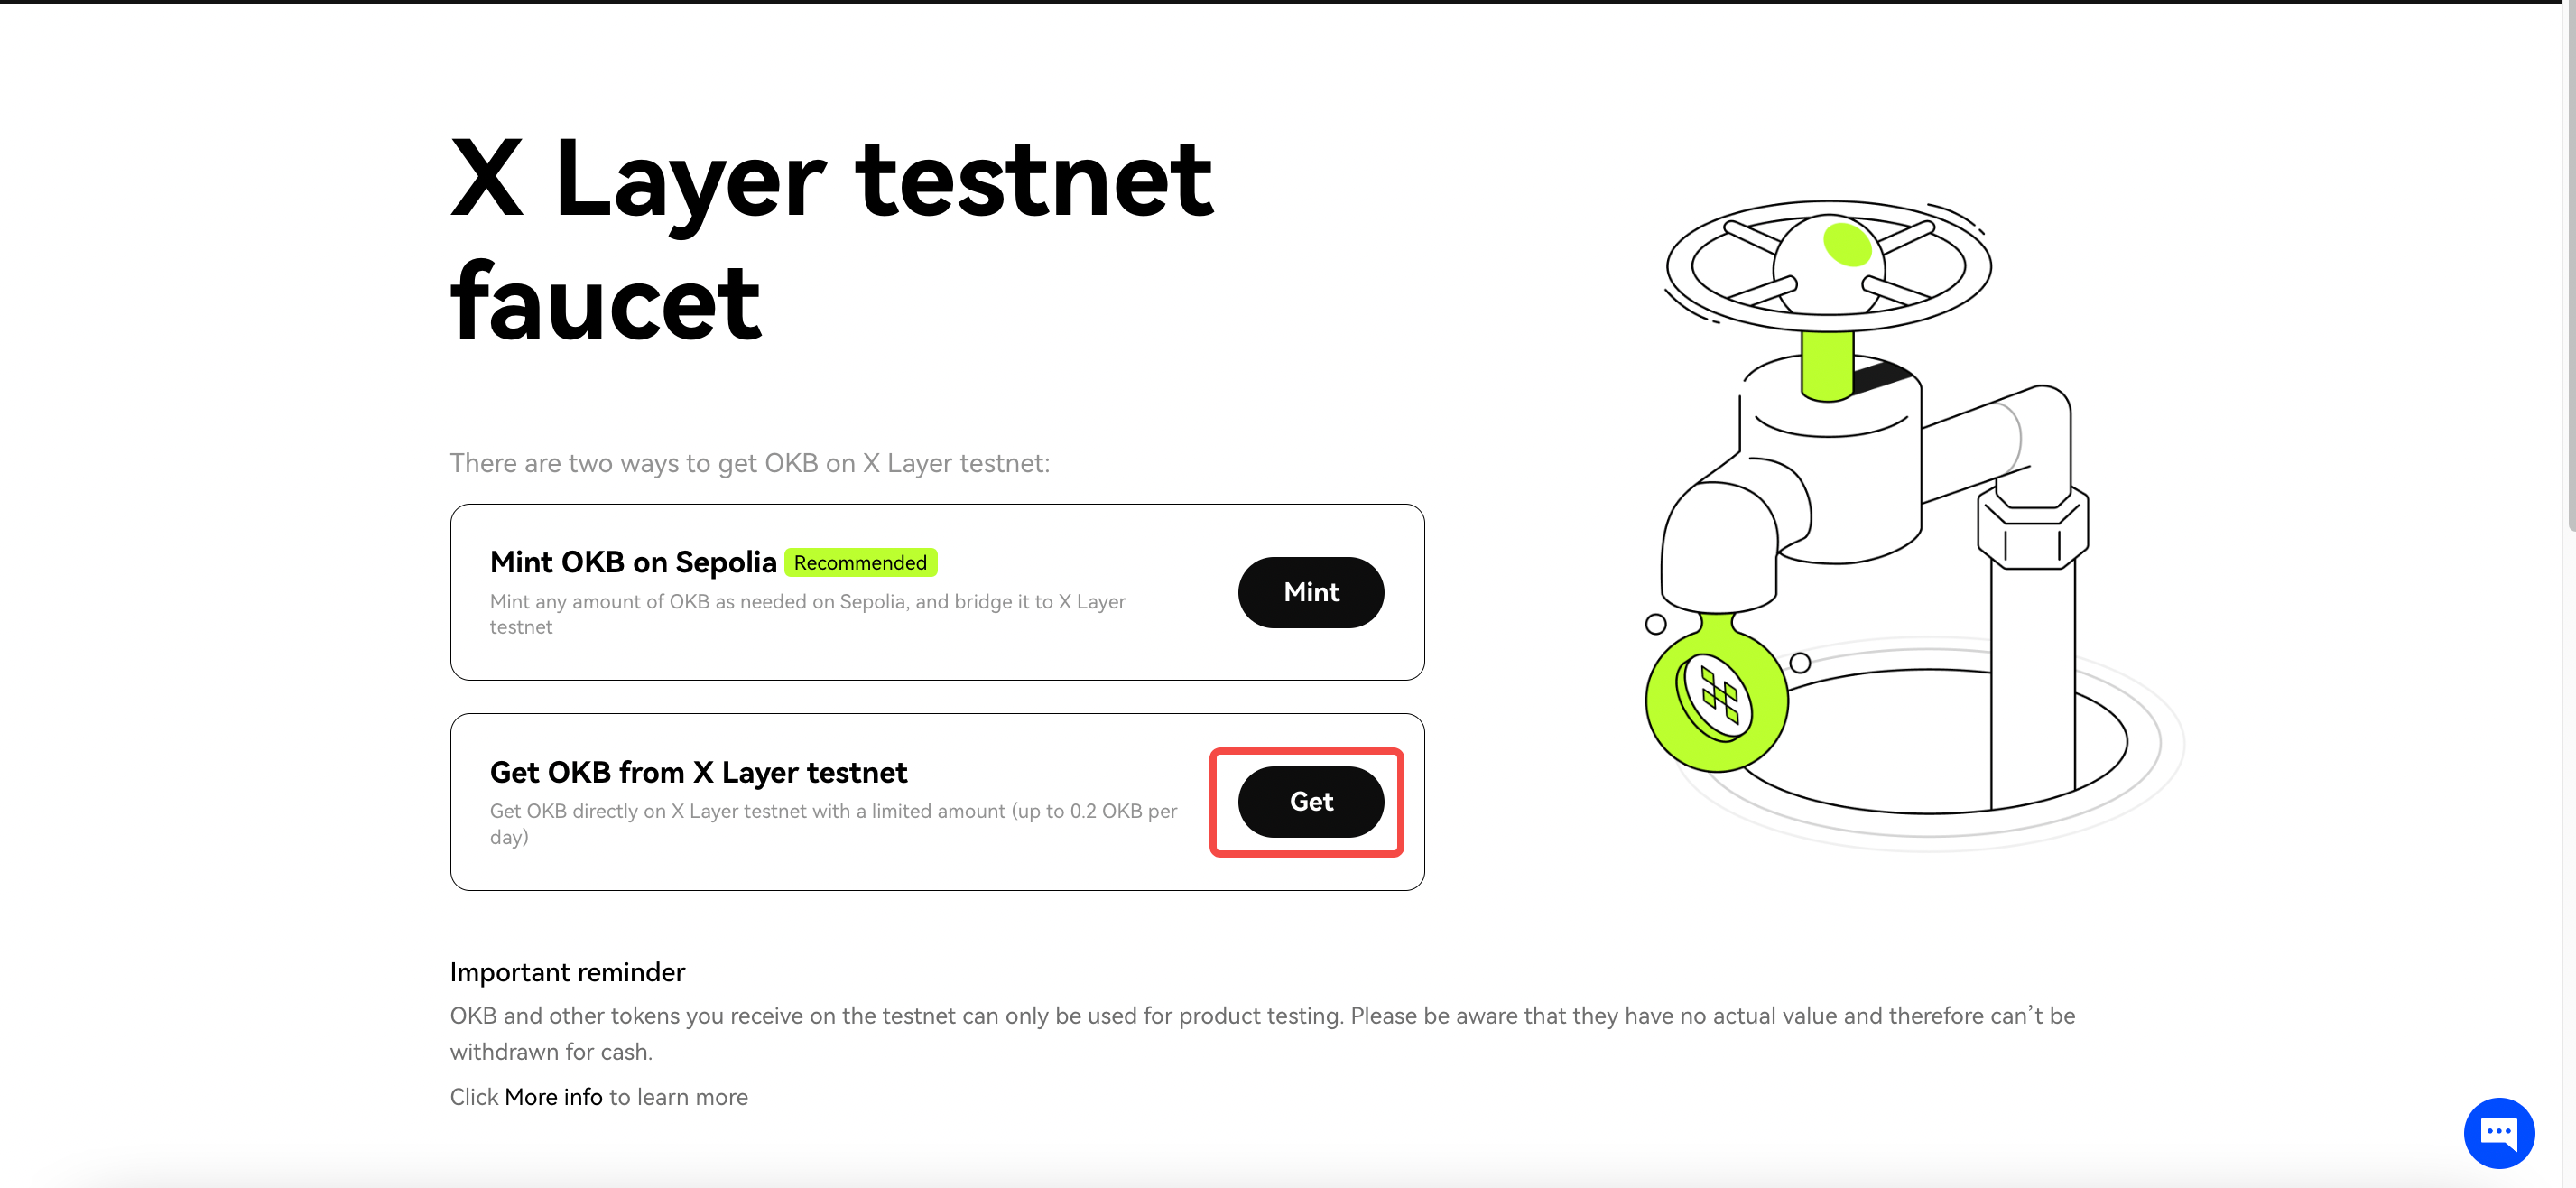 X Layer testnet
faucet
There are two ways to get OKB on X Layer testnet:
Mint OKB on Sepolia Recommended
Mint any amount of OKB as needed on Sepolia, and bridge it to X Layer
testnet
Mint
Get OKB from X Layer testnet
Get OKB directly on X Layer testnet with a limited amount (up to 0.2 OKB per
day)
Get
Important reminder
OKB and other tokens you receive on the testnet can only be used for product testing. Please be aware that they have no actual value and therefore can’t be
withdrawn for cash.
Click More info to learn more